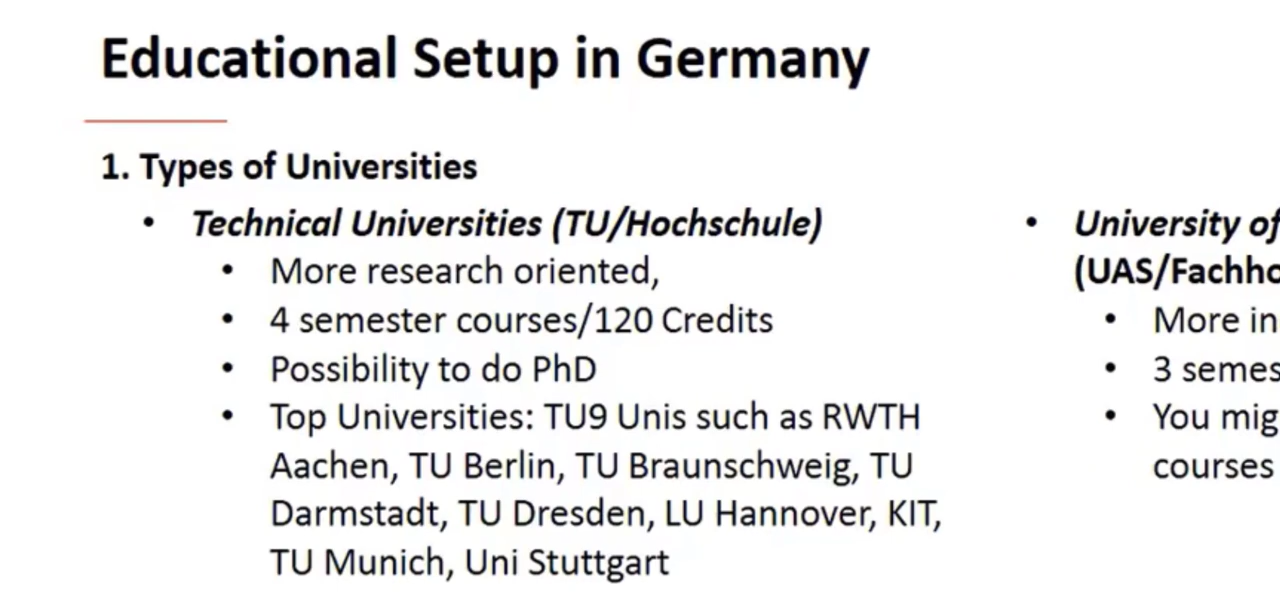 Educational Setup in Germany
1. Types of Universities
• Technical Universities (TU/Hochschule)
• More research oriented,
• 4 semester courses/120 Credits
• Possibility to do PhD
• Top Universities: TU9 Unis such as RWTH
Aachen, TU Berlin, TU Braunschweig, TU
Darmstadt, TU Dresden, LU Hannover, KIT,
TU Munich, Uni Stuttgart
• University of
(UAS/Fachho
• More in
• 3 semes
• You mig
courses